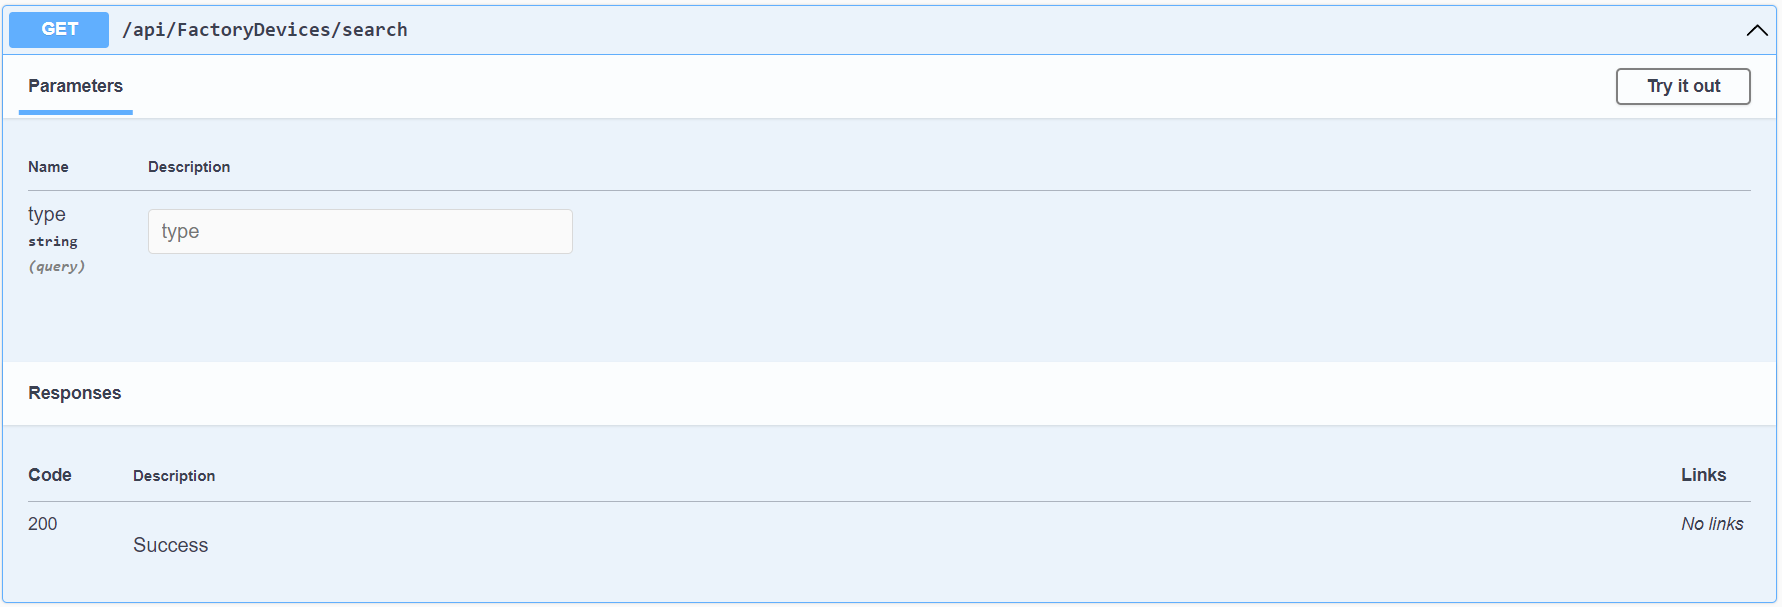 GET /api/FactoryDevices/search
Parameters Try it out
Name Description
type
string
(query)
type
Responses
Code Description Links
200 No links
Success